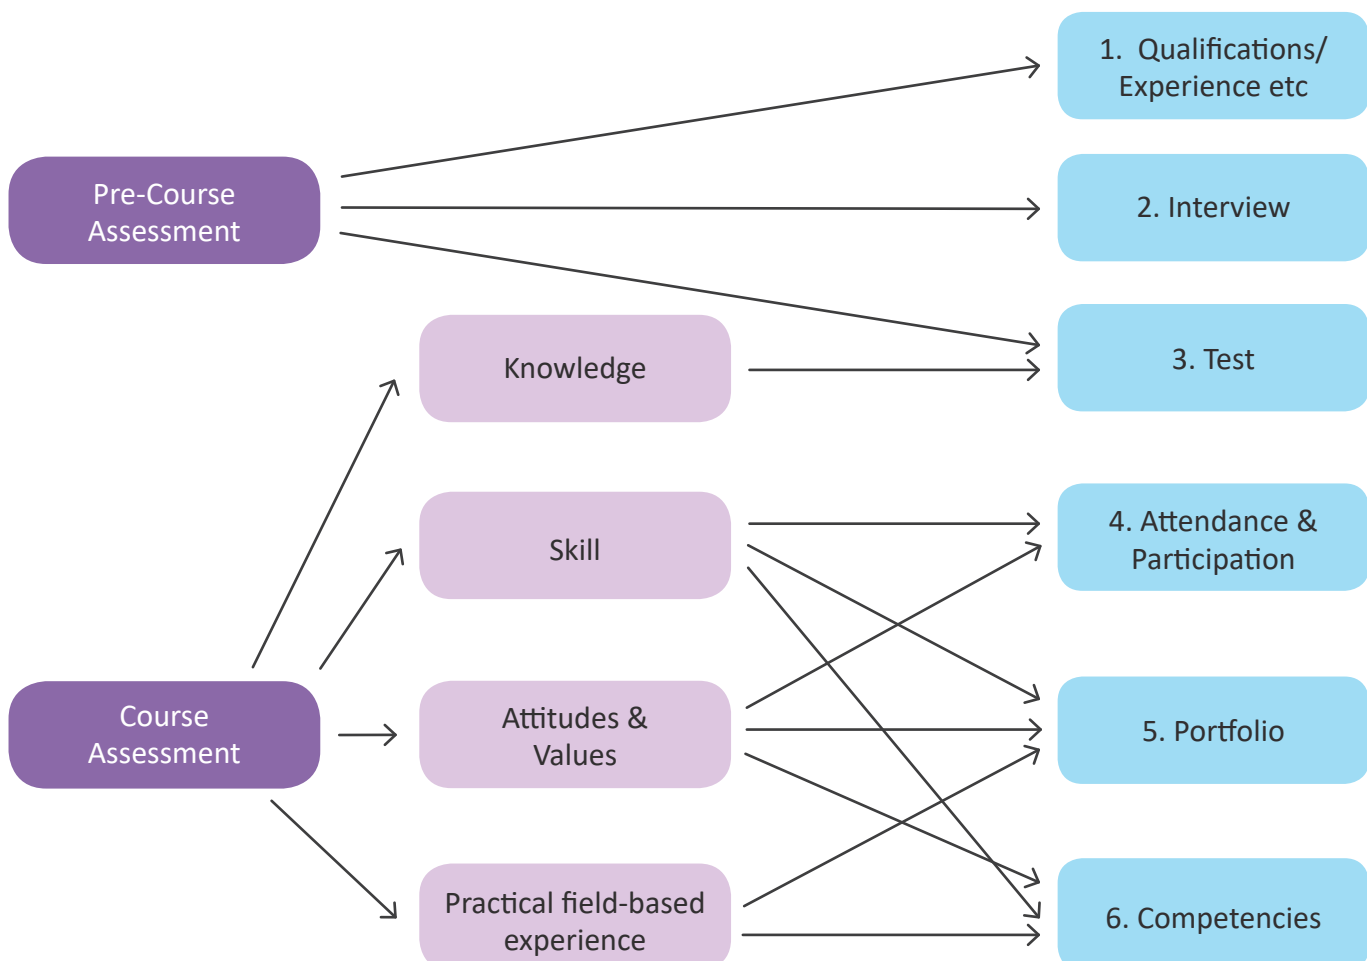 1. Qualifications/
Experience etc
Pre-Course
Assessment
2. Interview
Knowledge
3. Test
Skill
4. Attendance &
Participation
Course
Assessment
Attitudes &
Values
5. Portfolio
Practical field-based
experience
6. Competencies